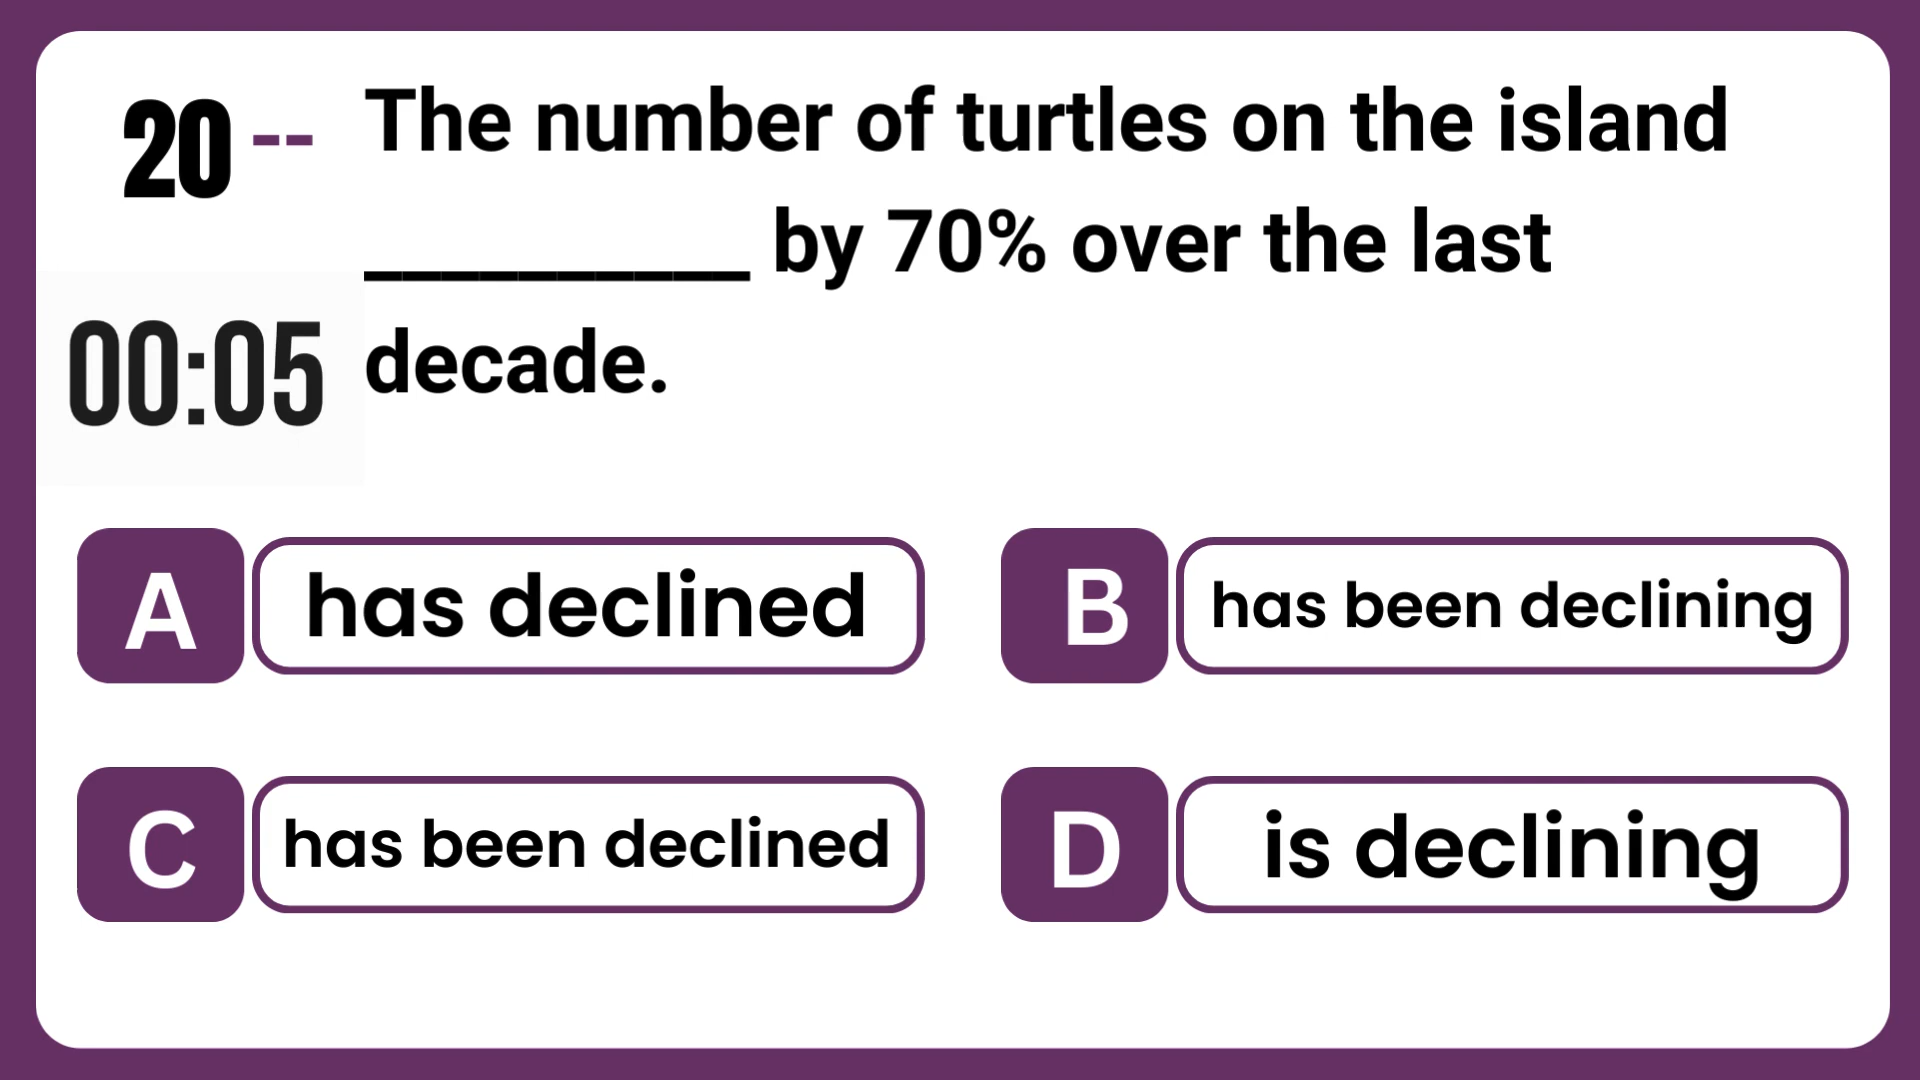 20 -- The number of turtles on the island
__________ by 70% over the last
00:05
decade.
A has declined
B has been declining
C has been declined
D is declining